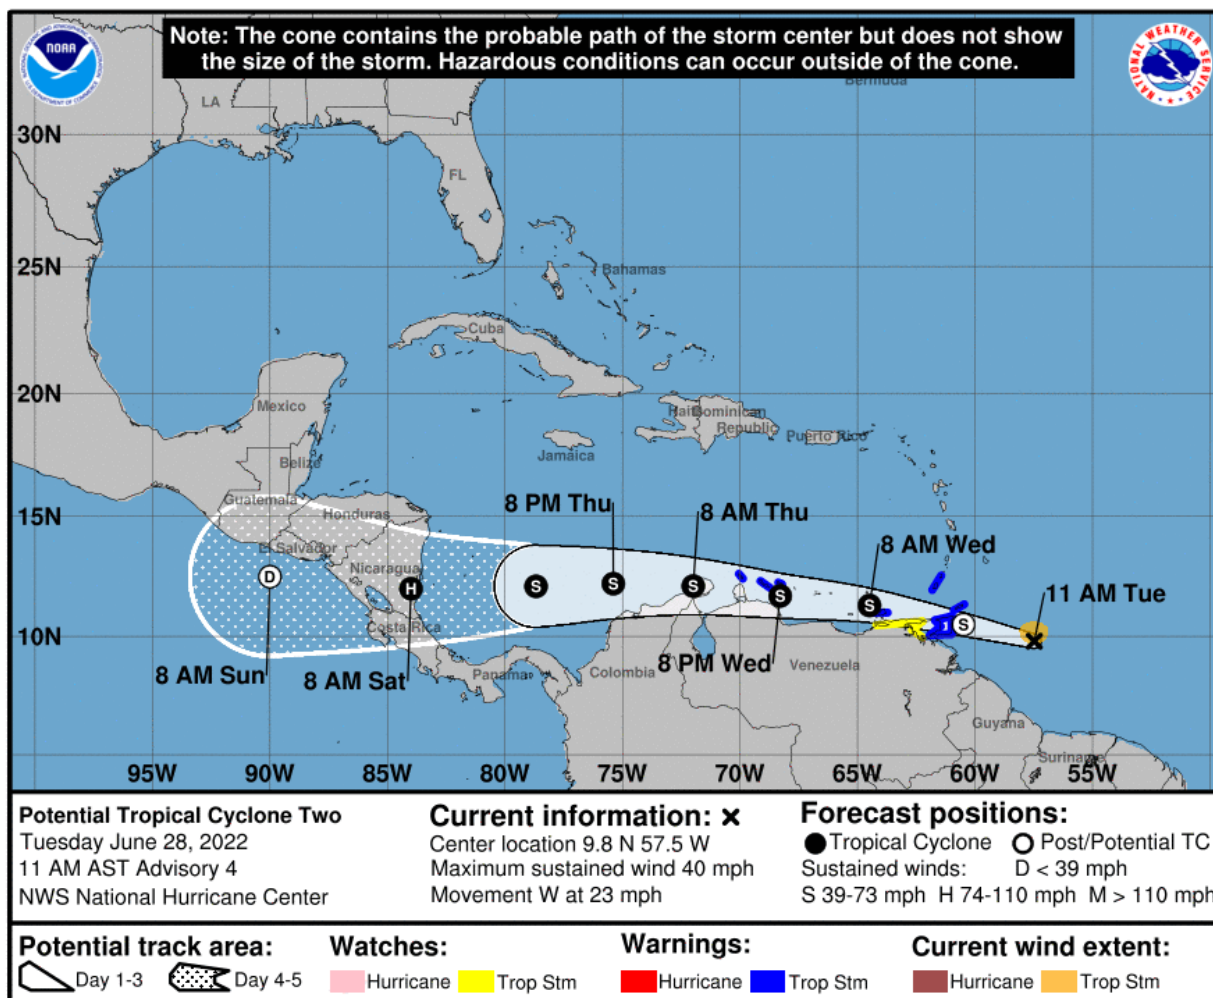 Note: The cone contains the probable path of the storm center but does not show
the size of the storm. Hazardous conditions can occur outside of the cone.
NOAA
NATIONAL WEATHER SERVICE
Bermuda
LA
30N
FL
25N
Bahamas
Cuba
20N
Mexico
Haiti
Dominican
Republic
Puerto Rico
Jamaica
Belize
Guatemala
15N
Honduras
8 PM Thu
8 AM Thu
8 AM Wed
El Salvador
Nicaragua
11 AM Tue
D
H
S
S
S
S
S
S
1
Costa Rica
10N
8 AM Sun
8 AM Sat
Panama
Colombia
8 PM Wed
Venezuela
Guyana
Suriname
95W
90W
85W
80W
75W
70W
65W
60W
55W
Potential Tropical Cyclone Two
Tuesday June 28, 2022
11 AM AST Advisory 4
NWS National Hurricane Center
Current information: x
Center location 9.8 N 57.5 W
Maximum sustained wind 40 mph
Movement W at 23 mph
Forecast positions:
Tropical Cyclone Post/Potential TC
Sustained winds: D < 39 mph
S 39-73 mph H 74-110 mph M > 110 mph
Potential track area:
Day 1-3 Day 4-5
Watches:
Hurricane Trop Stm
Warnings:
Hurricane Trop Stm
Current wind extent:
Hurricane Trop Stm